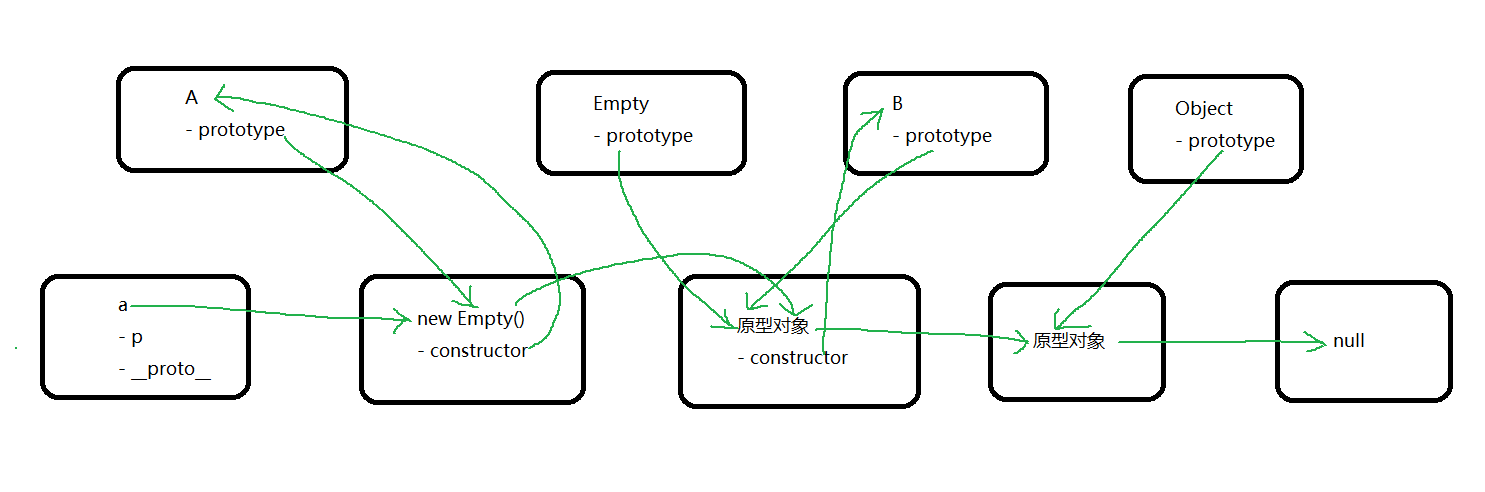 A
- prototype
Empty
- prototype
B
- prototype
Object
- prototype
a
- p
- __proto__
new Empty()
- constructor
原型对象
- constructor
原型对象
null